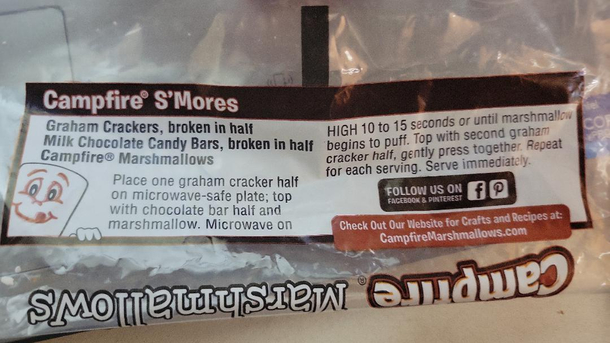 Campfire® S'Mores
Graham Crackers, broken in half
Milk Chocolate Candy Bars, broken in half
Campfire® Marshmallows
Place one graham cracker half
on microwave-safe plate; top
with chocolate bar half and
marshmallow. Microwave on
HIGH 10 to 15 seconds or until marshmallow
begins to puff. Top with second graham
cracker half, gently press together. Repeat
for each serving. Serve immediately.
FOLLOW US ON
FACEBOOK & PINTEREST
Check Out Our Website for Crafts and Recipes at:
CampfireMarshmallows.com
Campfire® Marshmallows